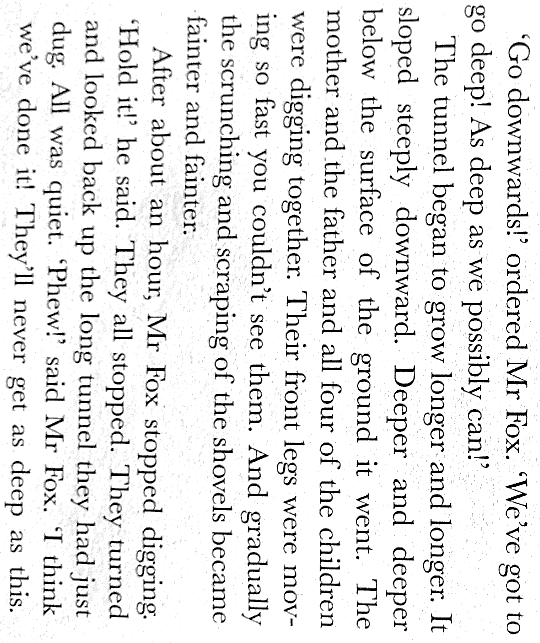 ‘Go downwards!’ ordered Mr Fox. ‘We’ve got to
go deep! As deep as we possibly can!’
The tunnel began to grow longer and longer. It
sloped steeply downward. Deeper and deeper
below the surface of the ground it went. The
mother and the father and all four of the children
were digging together. Their front legs were mov-
ing so fast you couldn’t see them. And gradually
the scrunching and scraping of the shovels became
fainter and fainter.
After about an hour, Mr Fox stopped digging.
‘Hold it!’ he said. They all stopped. They turned
and looked back up the long tunnel they had just
dug. All was quiet. ‘Phew!’ said Mr Fox. ‘I think
we’ve done it! They’ll never get as deep as this.